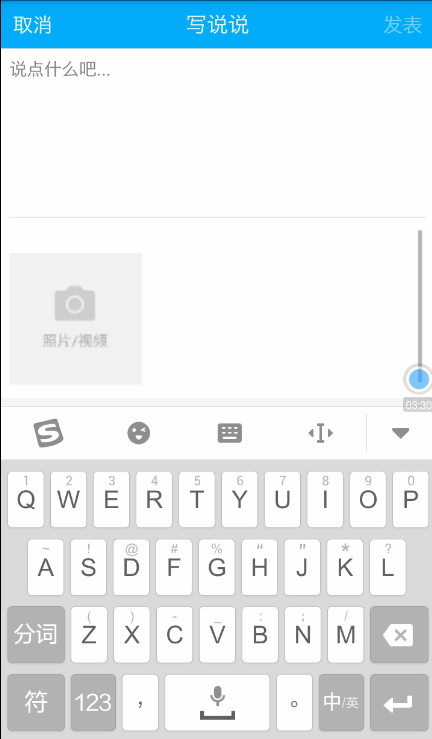 取消 写说说 发表
说点什么吧...
照片/视频
03:30
S
1 2 3 4 5 6 7 8 9 0
Q W E R T Y U I O P
~ ! @ # % “ ” * ?
A S D F G H J K L
( ) - _ : ; /
分词 Z X C V B N M
符 123 , 。 中/英